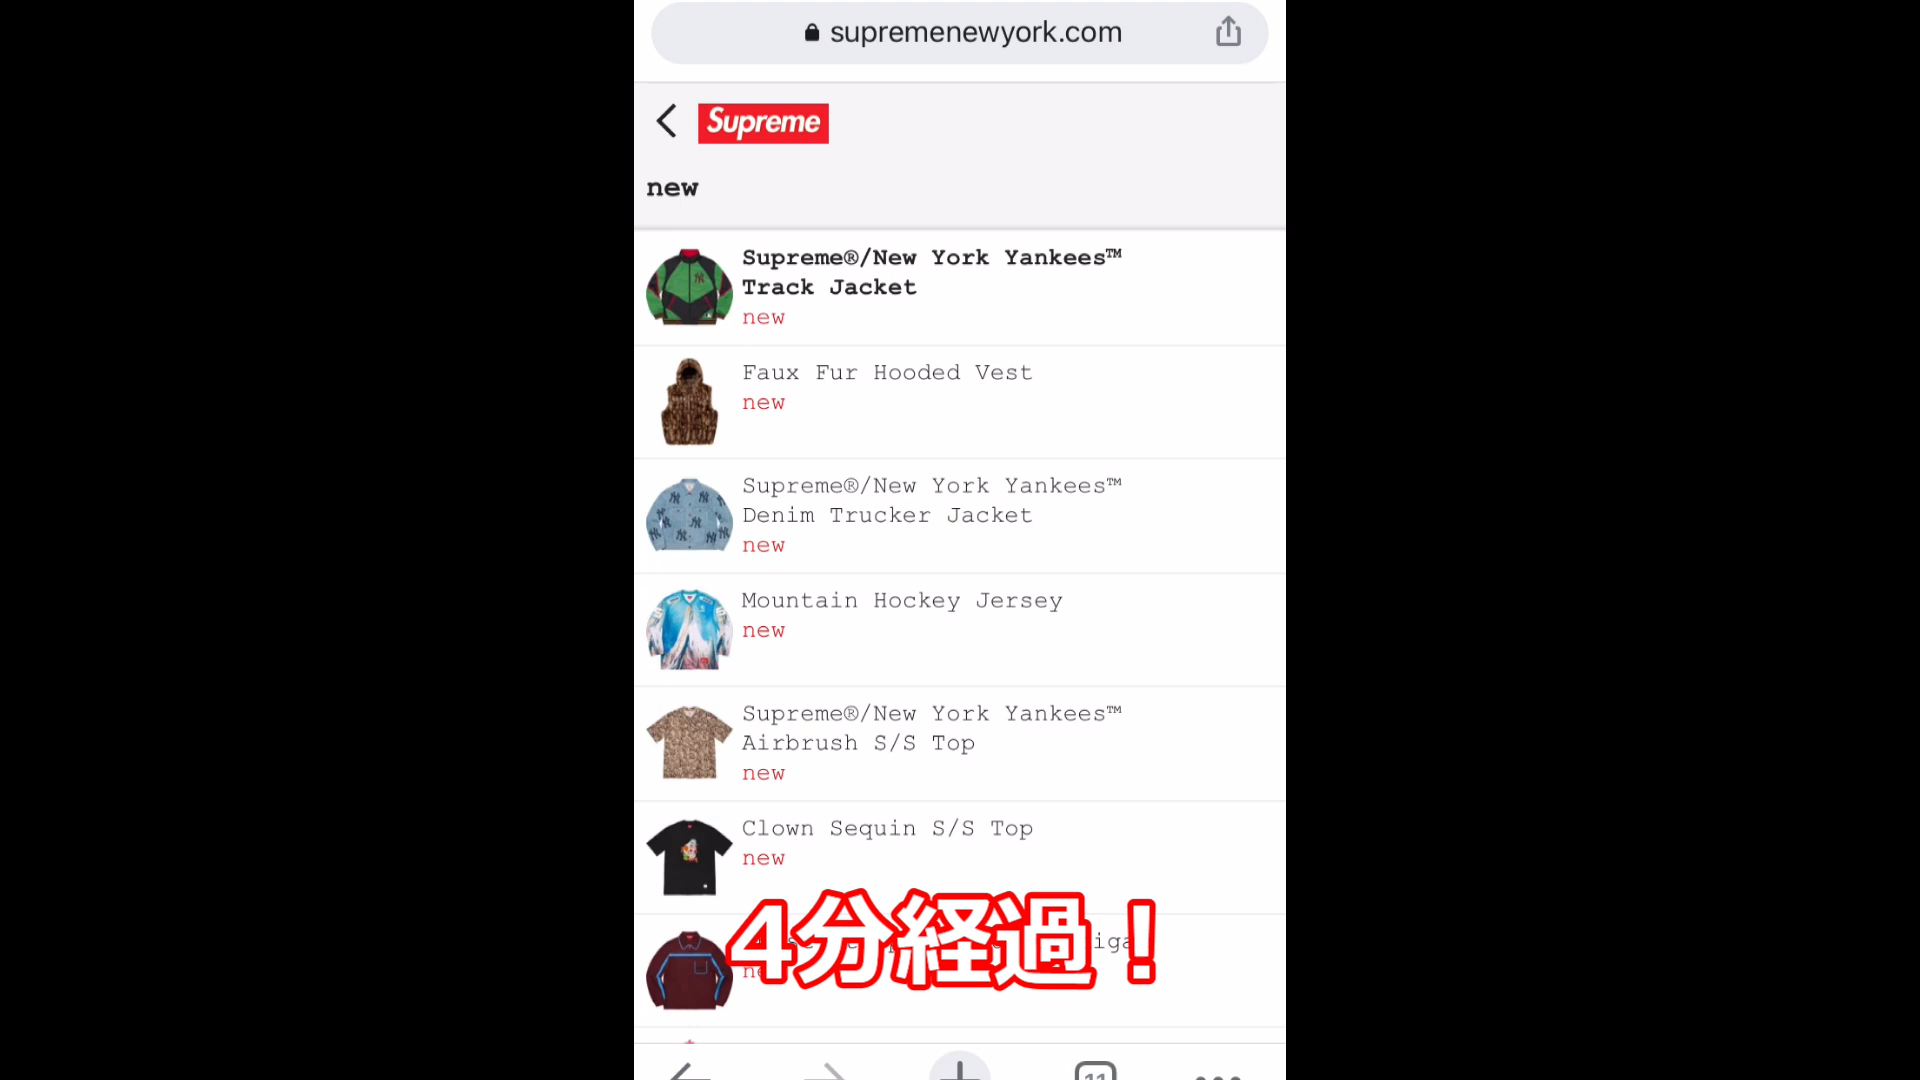 supremenewyork.com
Supreme
new
Supreme®/New York Yankees™
Track Jacket
new
Faux Fur Hooded Vest
new
Supreme®/New York Yankees™
Denim Trucker Jacket
new
Mountain Hockey Jersey
new
Supreme®/New York Yankees™
Airbrush S/S Top
new
Clown Sequin S/S Top
new
4分経過！
11